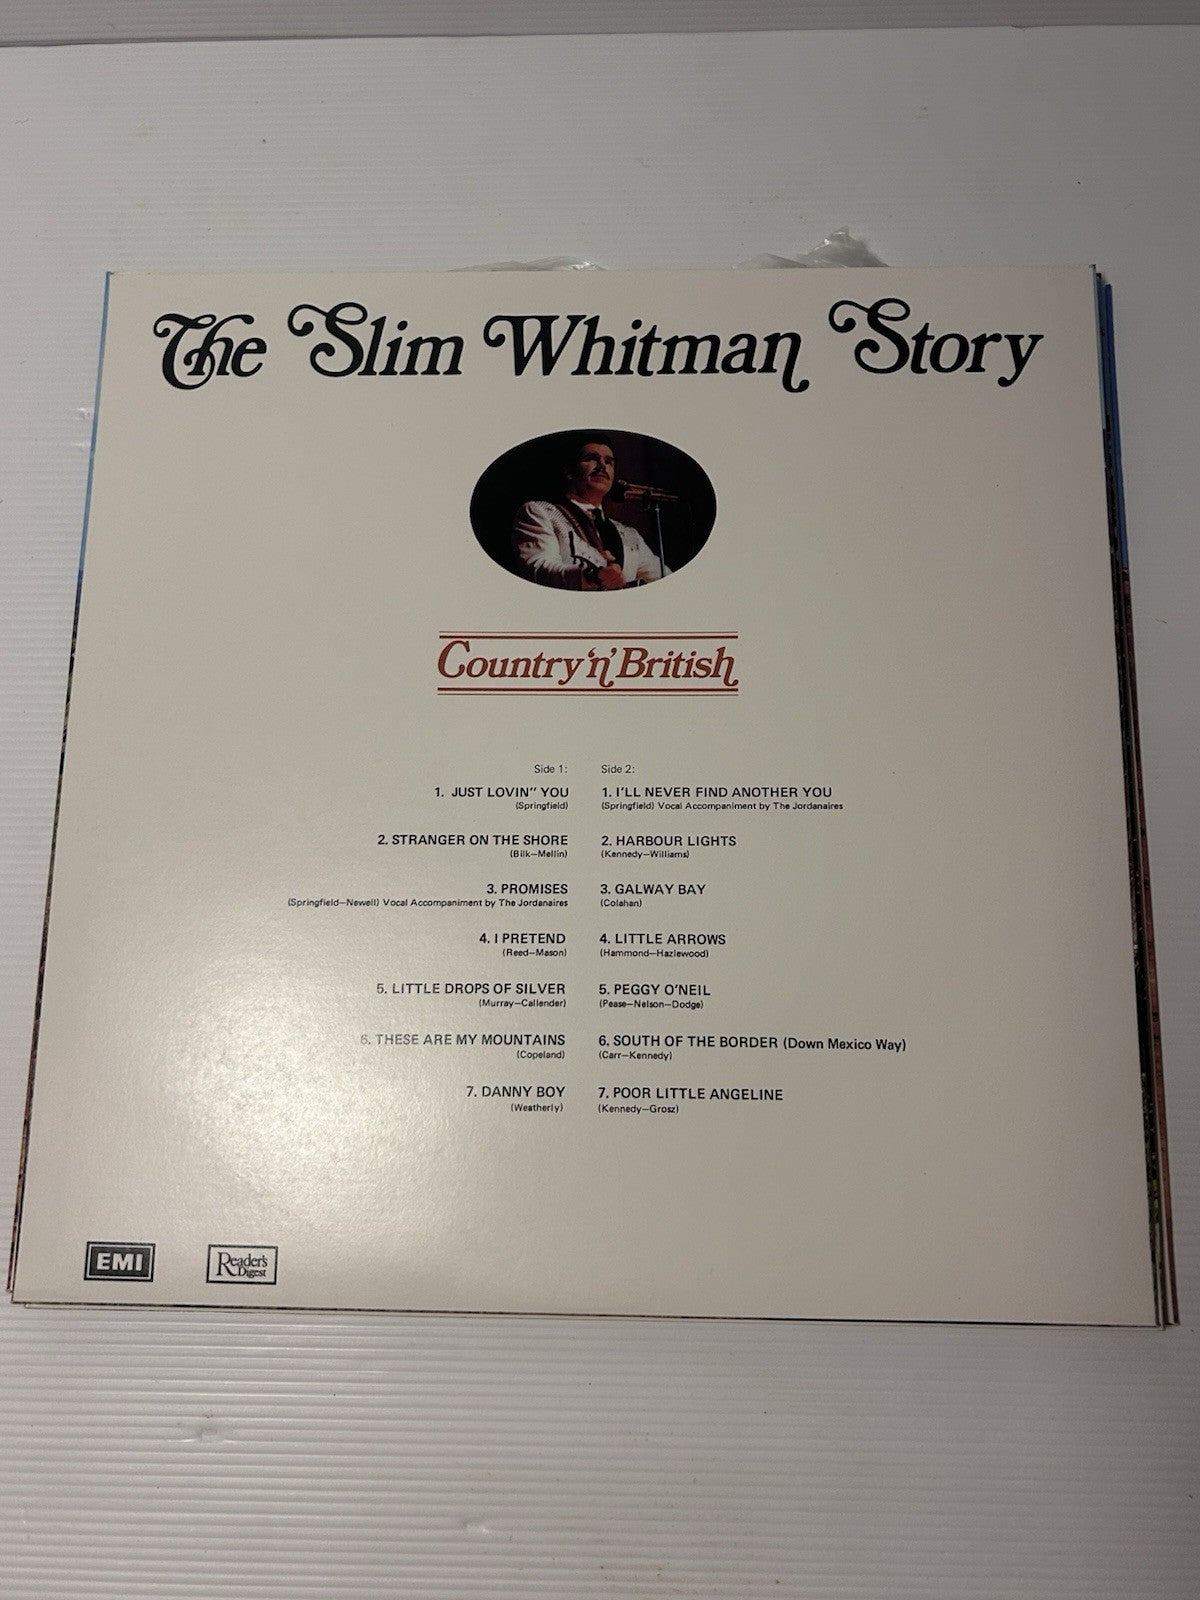 The Slim Whitman Story
Country 'n' British
Side 1:
1. JUST LOVIN'' YOU
(Springfield)
2. STRANGER ON THE SHORE
(Bilk—Mellin)
3. PROMISES
(Springfield—Newell) Vocal Accompaniment by The Jordanaires
4. I PRETEND
(Reed—Mason)
5. LITTLE DROPS OF SILVER
(Murray—Callender)
6. THESE ARE MY MOUNTAINS
(Copeland)
7. DANNY BOY
(Weatherly)
Side 2:
1. I'LL NEVER FIND ANOTHER YOU
(Springfield) Vocal Accompaniment by The Jordanaires
2. HARBOUR LIGHTS
(Kennedy—Williams)
3. GALWAY BAY
(Colahan)
4. LITTLE ARROWS
(Hammond—Hazlewood)
5. PEGGY O'NEIL
(Pease—Nelson—Dodge)
6. SOUTH OF THE BORDER (Down Mexico Way)
(Carr—Kennedy)
7. POOR LITTLE ANGELINE
(Kennedy—Grosz)
EMI
Reader's
Digest